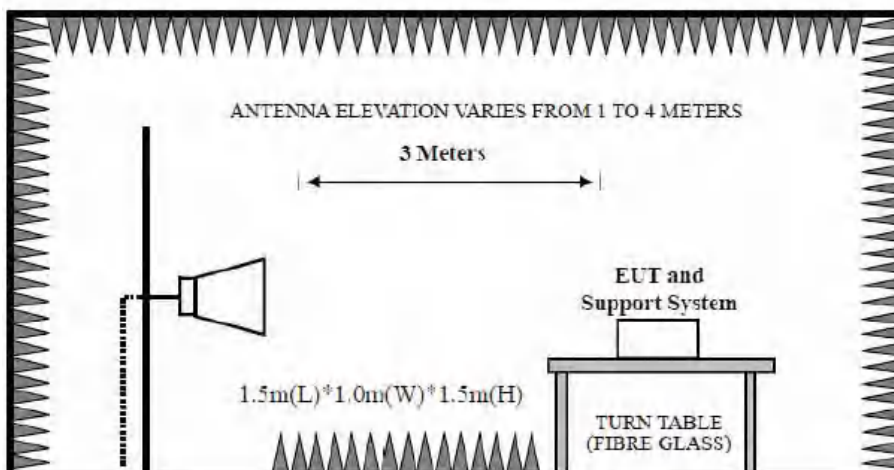 ANTENNA ELEVATION VARIES FROM 1 TO 4 METERS
3 Meters
EUT and
Support System
1.5m(L)*1.0m(W)*1.5m(H)
TURN TABLE
(FIBRE GLASS)